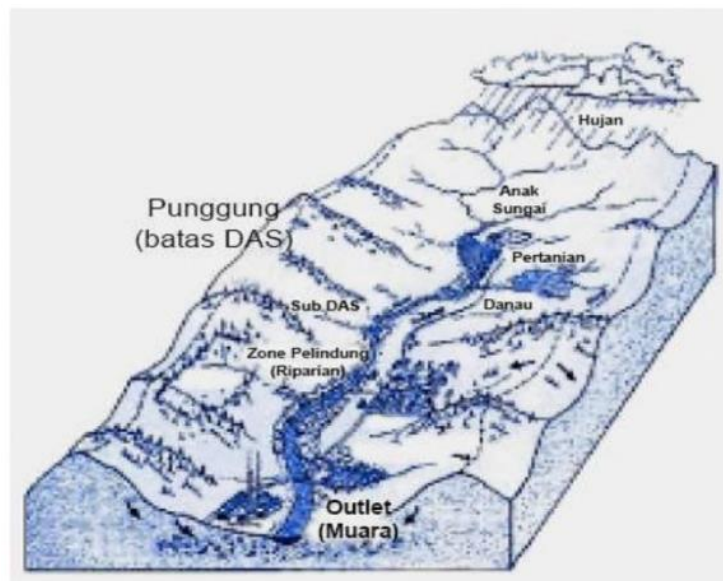 Hujan
Anak
Sungai
Punggung
(batas DAS)
Pertanian
Sub DAS
Danau
Zone Pelindung
(Riparian)
Outlet
(Muara)